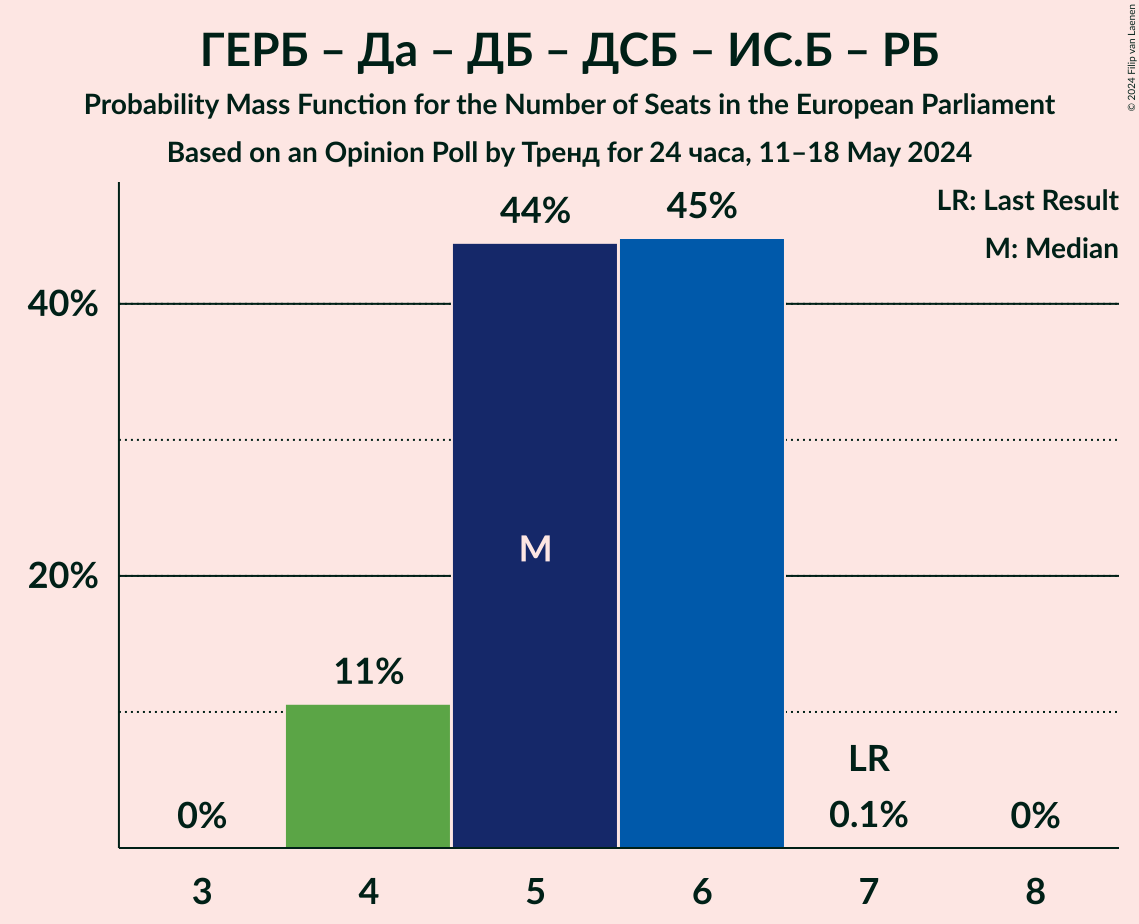 ГЕРБ – Да – ДБ – ДСБ – ИС.Б – РБ
Probability Mass Function for the Number of Seats in the European Parliament
Based on an Opinion Poll by Тренд for 24 часа, 11–18 May 2024
© 2024 Filip van Laenen
LR: Last Result
M: Median
44%
45%
40%
M
20%
11%
LR
0%
0.1%
0%
3
4
5
6
7
8